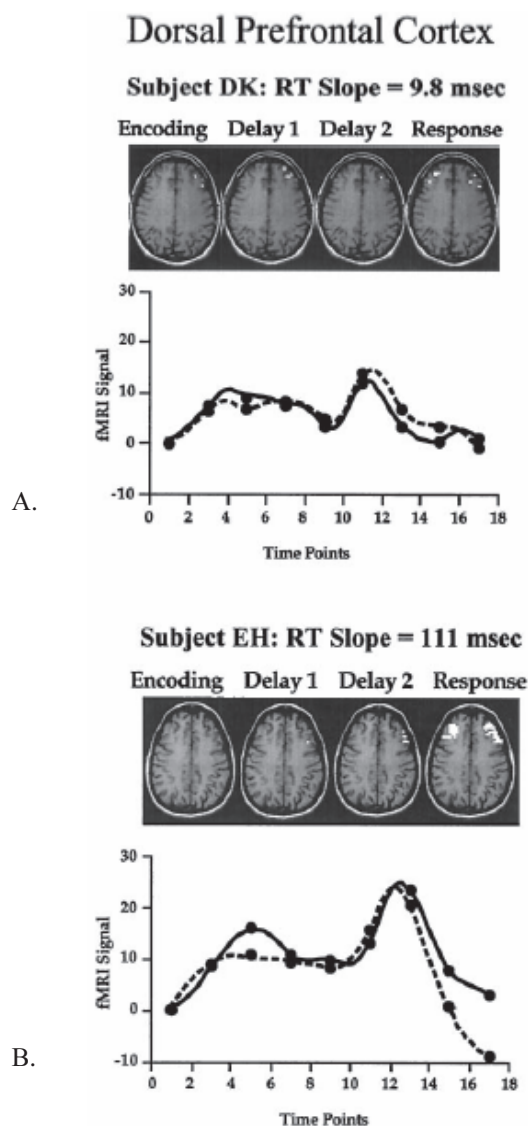 Dorsal Prefrontal Cortex
Subject DK: RT Slope = 9.8 msec
Encoding Delay 1 Delay 2 Response
30
20
10
0
-10
fMRI Signal
0 2 4 6 8 10 12 14 16 18
Time Points
A.
Subject EH: RT Slope = 111 msec
Encoding Delay 1 Delay 2 Response
30
20
10
0
-10
fMRI Signal
0 2 4 6 8 10 12 14 16 18
Time Points
B.